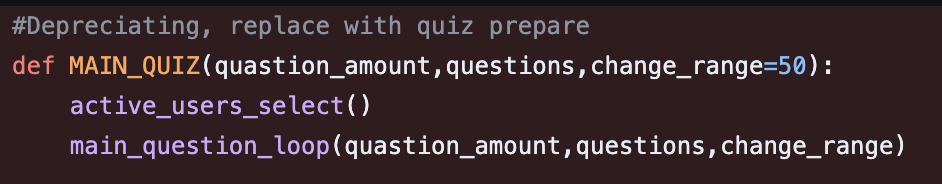 #Depreciating, replace with quiz prepare
def MAIN_QUIZ(quastion_amount,questions,change_range=50):
    active_users_select()
    main_question_loop(quastion_amount,questions,change_range)